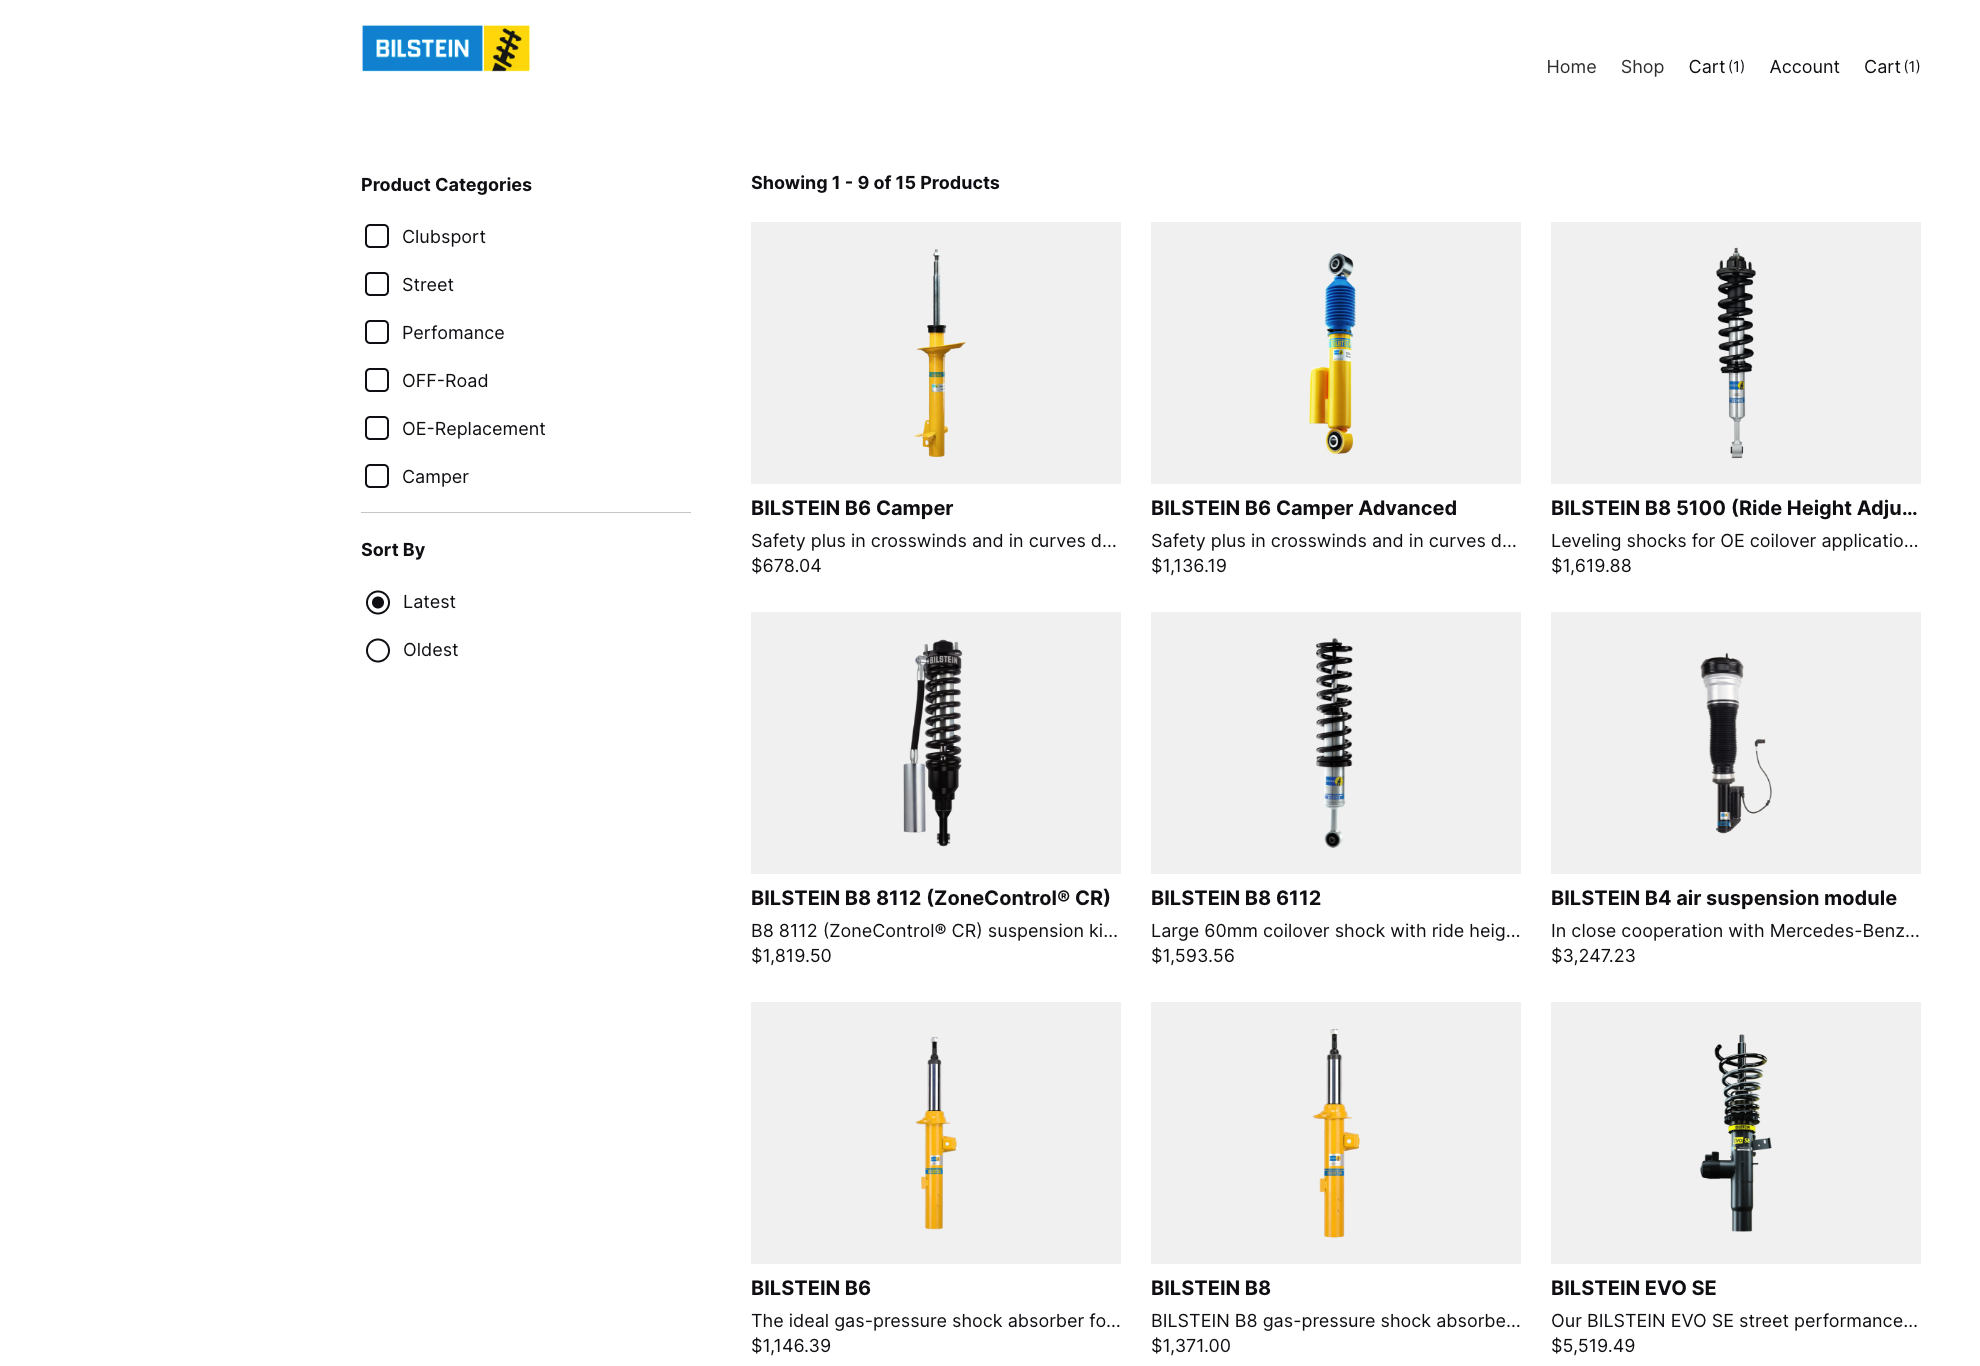 BILSTEIN
Home Shop Cart (1) Account Cart (1)
Product Categories
Clubsport
Street
Perfomance
OFF-Road
OE-Replacement
Camper
Sort By
Latest
Oldest
Showing 1 - 9 of 15 Products
BILSTEIN B6 Camper
Safety plus in crosswinds and in curves d...
$678.04
BILSTEIN B6 Camper Advanced
Safety plus in crosswinds and in curves d...
$1,136.19
BILSTEIN B8 5100 (Ride Height Adju...
Leveling shocks for OE coilover applicatio...
$1,619.88
BILSTEIN
BILSTEIN B8 8112 (ZoneControl® CR)
B8 8112 (ZoneControl® CR) suspension ki...
$1,819.50
BILSTEIN B8 6112
Large 60mm coilover shock with ride heig...
$1,593.56
BILSTEIN B4 air suspension module
In close cooperation with Mercedes-Benz...
$3,247.23
BILSTEIN B6
The ideal gas-pressure shock absorber fo...
$1,146.39
BILSTEIN B8
BILSTEIN B8 gas-pressure shock absorbe...
$1,371.00
EVO SE
BILSTEIN EVO SE
Our BILSTEIN EVO SE street performance...
$5,519.49